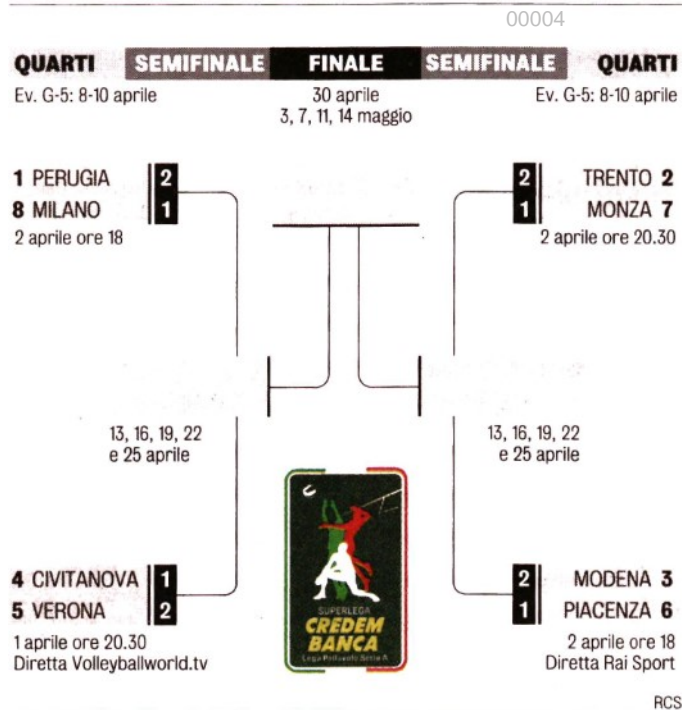 00004
QUARTI SEMIFINALE FINALE SEMIFINALE QUARTI
Ev. G-5: 8-10 aprile
30 aprile
3, 7, 11, 14 maggio
Ev. G-5: 8-10 aprile
1 PERUGIA 2
8 MILANO 1
2 aprile ore 18
2 TRENTO 2
1 MONZA 7
2 aprile ore 20.30
13, 16, 19, 22
e 25 aprile
13, 16, 19, 22
e 25 aprile
4 CIVITANOVA 1
5 VERONA 2
1 aprile ore 20.30
Diretta Volleyballworld.tv
SUPERLEGA
CREDEM
BANCA
Lega Pallavolo Serie A
2 MODENA 3
1 PIACENZA 6
2 aprile ore 18
Diretta Rai Sport
RCS